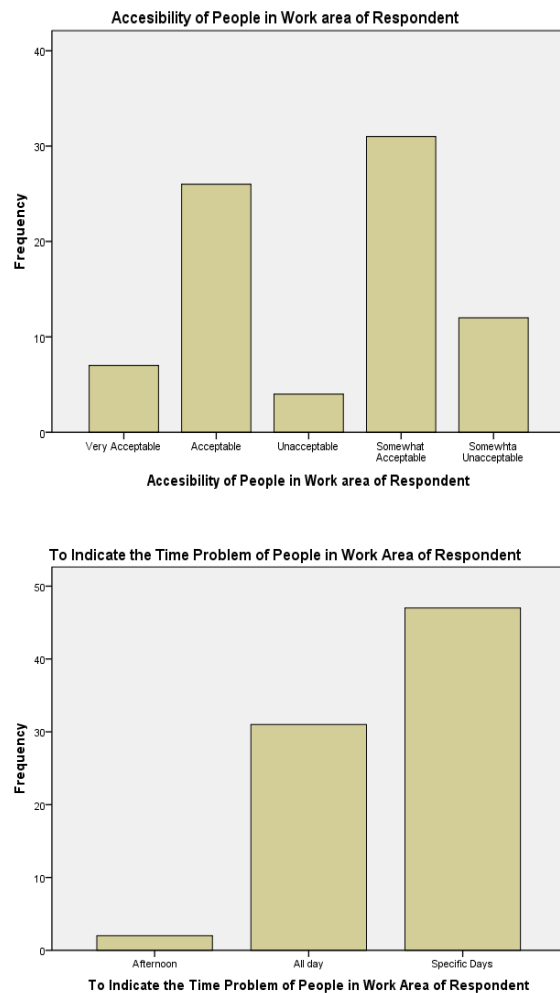 Accesibility of People in Work area of Respondent
40
30
20
10
0
Frequency
Very Acceptable
Acceptable
Unacceptable
Somewhat
Acceptable
Somewhta
Unacceptable
Accesibility of People in Work area of Respondent
To Indicate the Time Problem of People in Work Area of Respondent
50
40
30
20
10
0
Frequency
Afternoon
All day
Specific Days
To Indicate the Time Problem of People in Work Area of Respondent